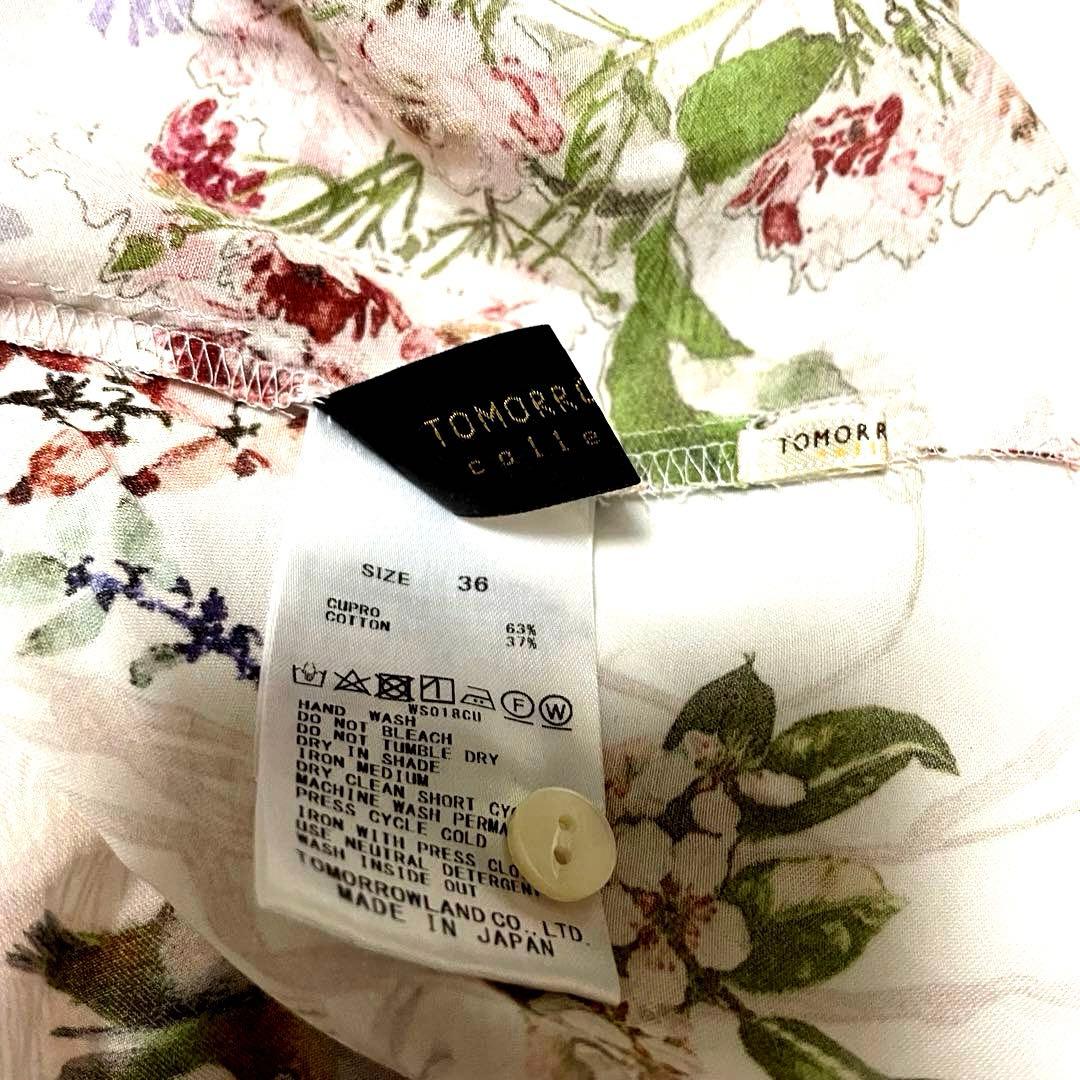 TOMORRO
colle
TOMORR
SIZE 36
CUPRO 63%
COTTON 37%
F W
WS018CU
HAND WASH
DO NOT BLEACH
DO NOT TUMBLE DRY
DRY IN SHADE
IRON MEDIUM
DRY CLEAN SHORT CYC
MACHINE WASH PERMA
PRESS CYCLE COLD
IRON WITH PRESS CLO
USE NEUTRAL DETERGENT
WASH INSIDE OUT
TOMORROWLAND CO.,LTD.
MADE IN JAPAN